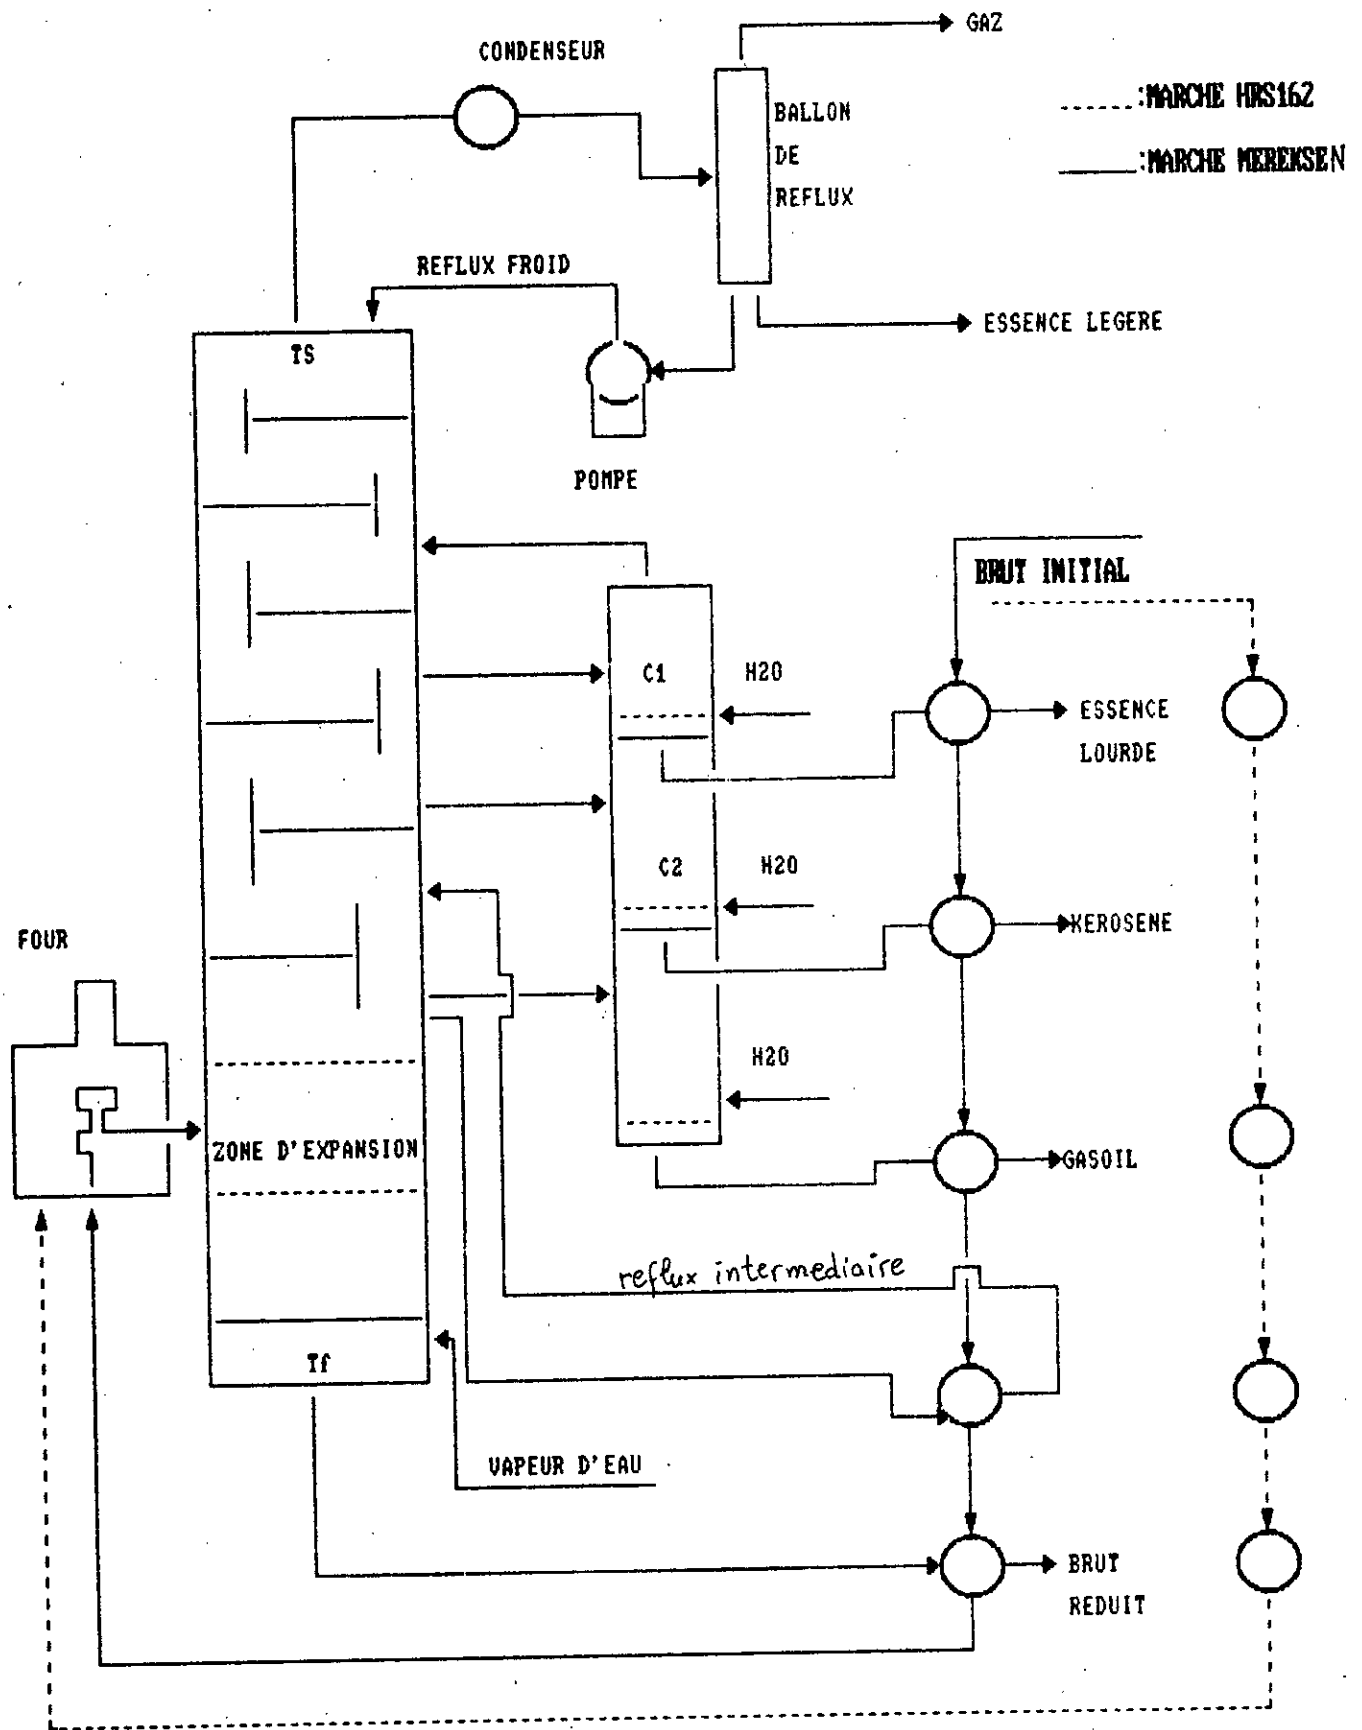 GAZ
CONDENSEUR
:MARCHE HRS162
BALLON
DE
REFLUX
:MARCHE MEREKSEN
REFLUX FROID
ESSENCE LEGERE
TS
POMPE
BRUT INITIAL
C1
H2O
ESSENCE
LOURDE
C2
H2O
KEROSENE
FOUR
H2O
ZONE D'EXPANSION
GASOIL
reflux intermediaire
Tf
VAPEUR D'EAU
BRUT
REDUIT